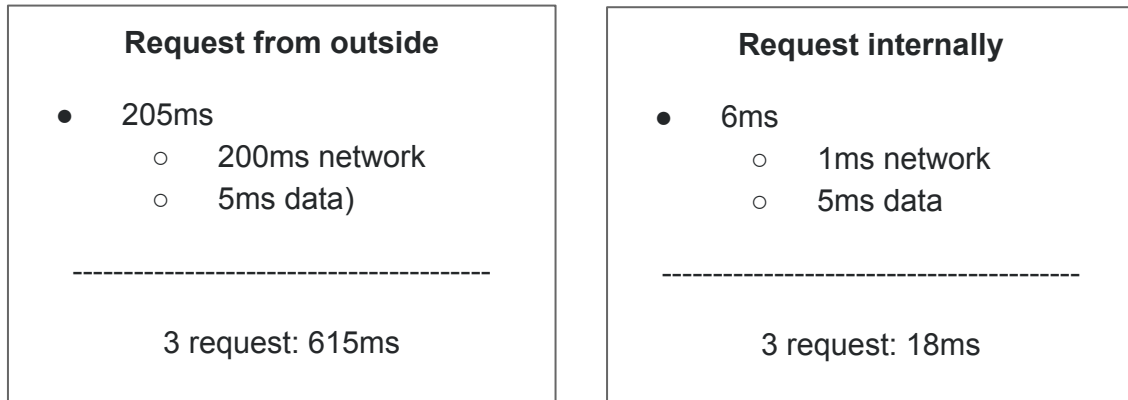 Request from outside
● 205ms
○ 200ms network
○ 5ms data)
-----------------------------------------
3 request: 615ms
Request internally
● 6ms
○ 1ms network
○ 5ms data
-----------------------------------------
3 request: 18ms